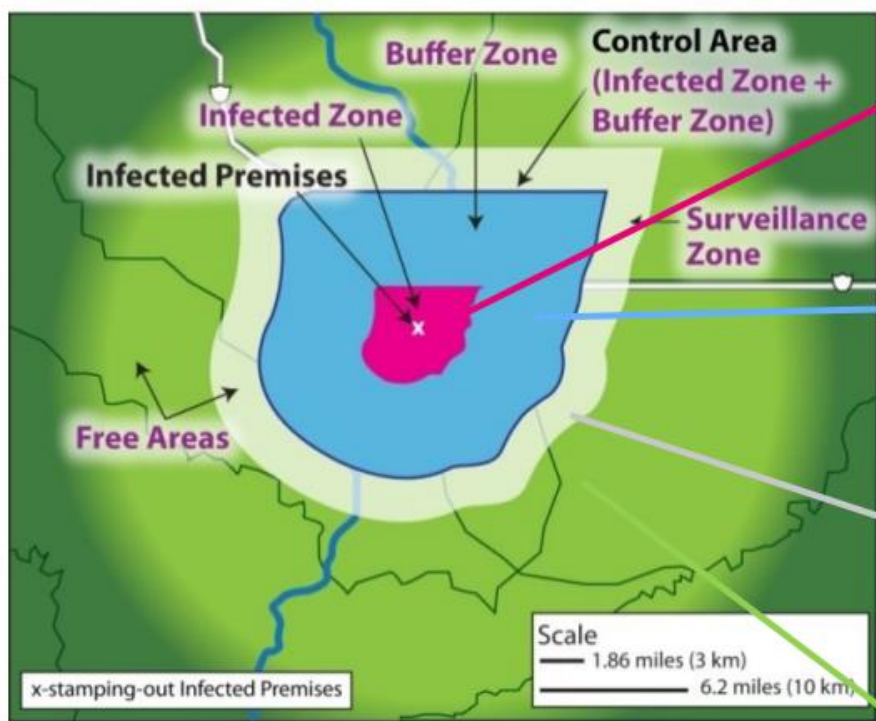 Buffer Zone
Control Area
(Infected Zone +
Buffer Zone)
Infected Zone
Infected Premises
Surveillance
Zone
x
Free Areas
Scale
1.86 miles (3 km)
6.2 miles (10 km)
x-stamping-out Infected Premises